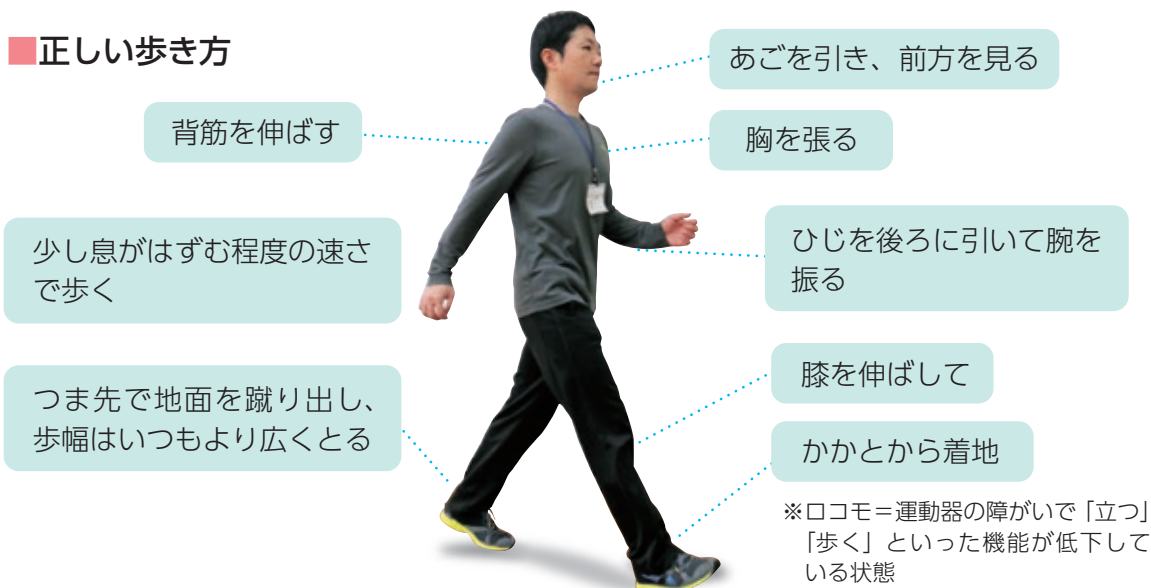 ■正しい歩き方
あごを引き、前方を見る
背筋を伸ばす
胸を張る
少し息がはずむ程度の速さ
で歩く
ひじを後ろに引いて腕を
振る
つま先で地面を蹴り出し、
歩幅はいつもより広くとる
膝を伸ばして
かかとから着地
※ロコモ＝運動器の障がいで「立つ」
「歩く」といった機能が低下して
いる状態